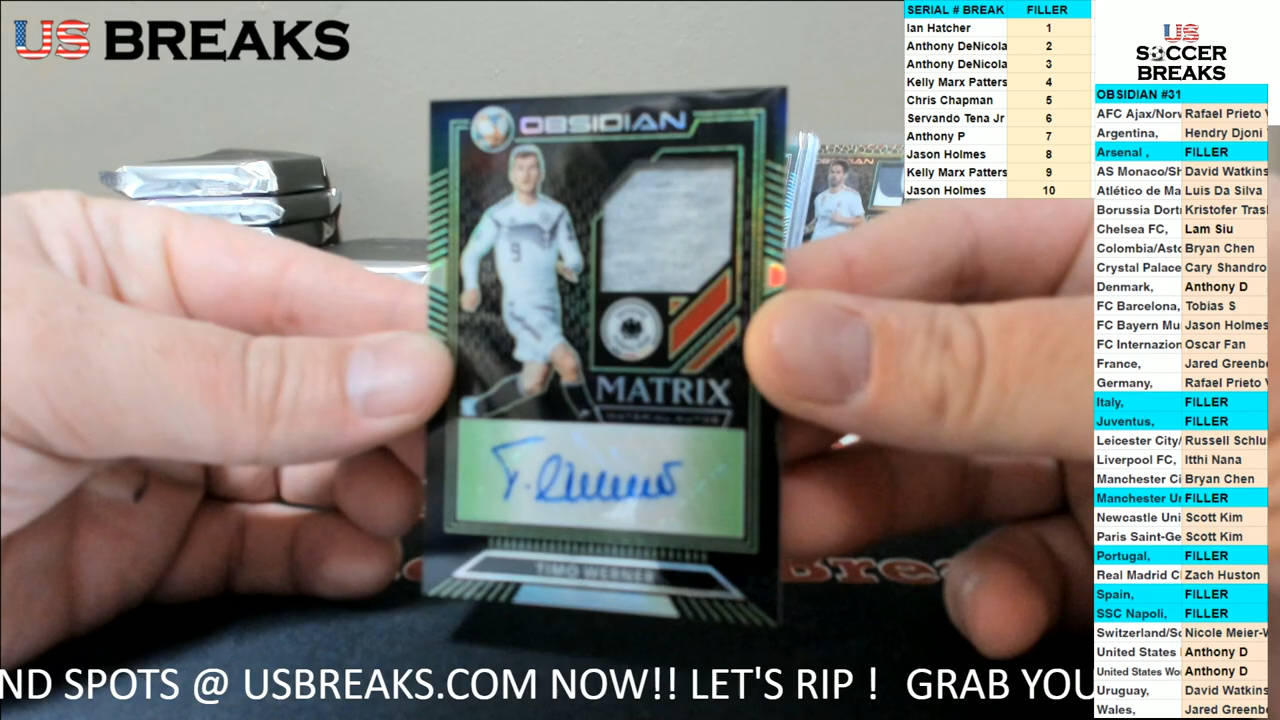 US BREAKS
OBSIDIAN
9
MATRIX
TIMO WERNER
ND SPOTS @ USBREAKS.COM NOW!! LET'S RIP ! GRAB YOU
SERIAL # BREAK FILLER
Ian Hatcher 1
Anthony DeNicola 2
Anthony DeNicola 3
Kelly Marx Patters 4
Chris Chapman 5
Servando Tena Jr 6
Anthony P 7
Jason Holmes 8
Kelly Marx Patters 9
Jason Holmes 10
US
SOCCER
BREAKS
OBSIDIAN #31
AFC Ajax/Norw Rafael Prieto V
Argentina, Hendry Djoni
Arsenal , FILLER
AS Monaco/Sh David Watkins
Atlético de Ma Luis Da Silva
Borussia Dort Kristofer Tras
Chelsea FC, Lam Siu
Colombia/Asto Bryan Chen
Crystal Palace Cary Shandro
Denmark, Anthony D
FC Barcelona, Tobias S
FC Bayern Mu Jason Holmes
FC Internazion Oscar Fan
France, Jared Greenbe
Germany, Rafael Prieto V
Italy, FILLER
Juventus, FILLER
Leicester City/ Russell Schlu
Liverpool FC, Itthi Nana
Manchester Ci Bryan Chen
Manchester Un FILLER
Newcastle Uni Scott Kim
Paris Saint-Ge Scott Kim
Portugal, FILLER
Real Madrid C Zach Huston
Spain, FILLER
SSC Napoli, FILLER
Switzerland/Sc Nicole Meier-W
United States Anthony D
United States Wo Anthony D
Uruguay, David Watkins
Wales, Jared Greenbe